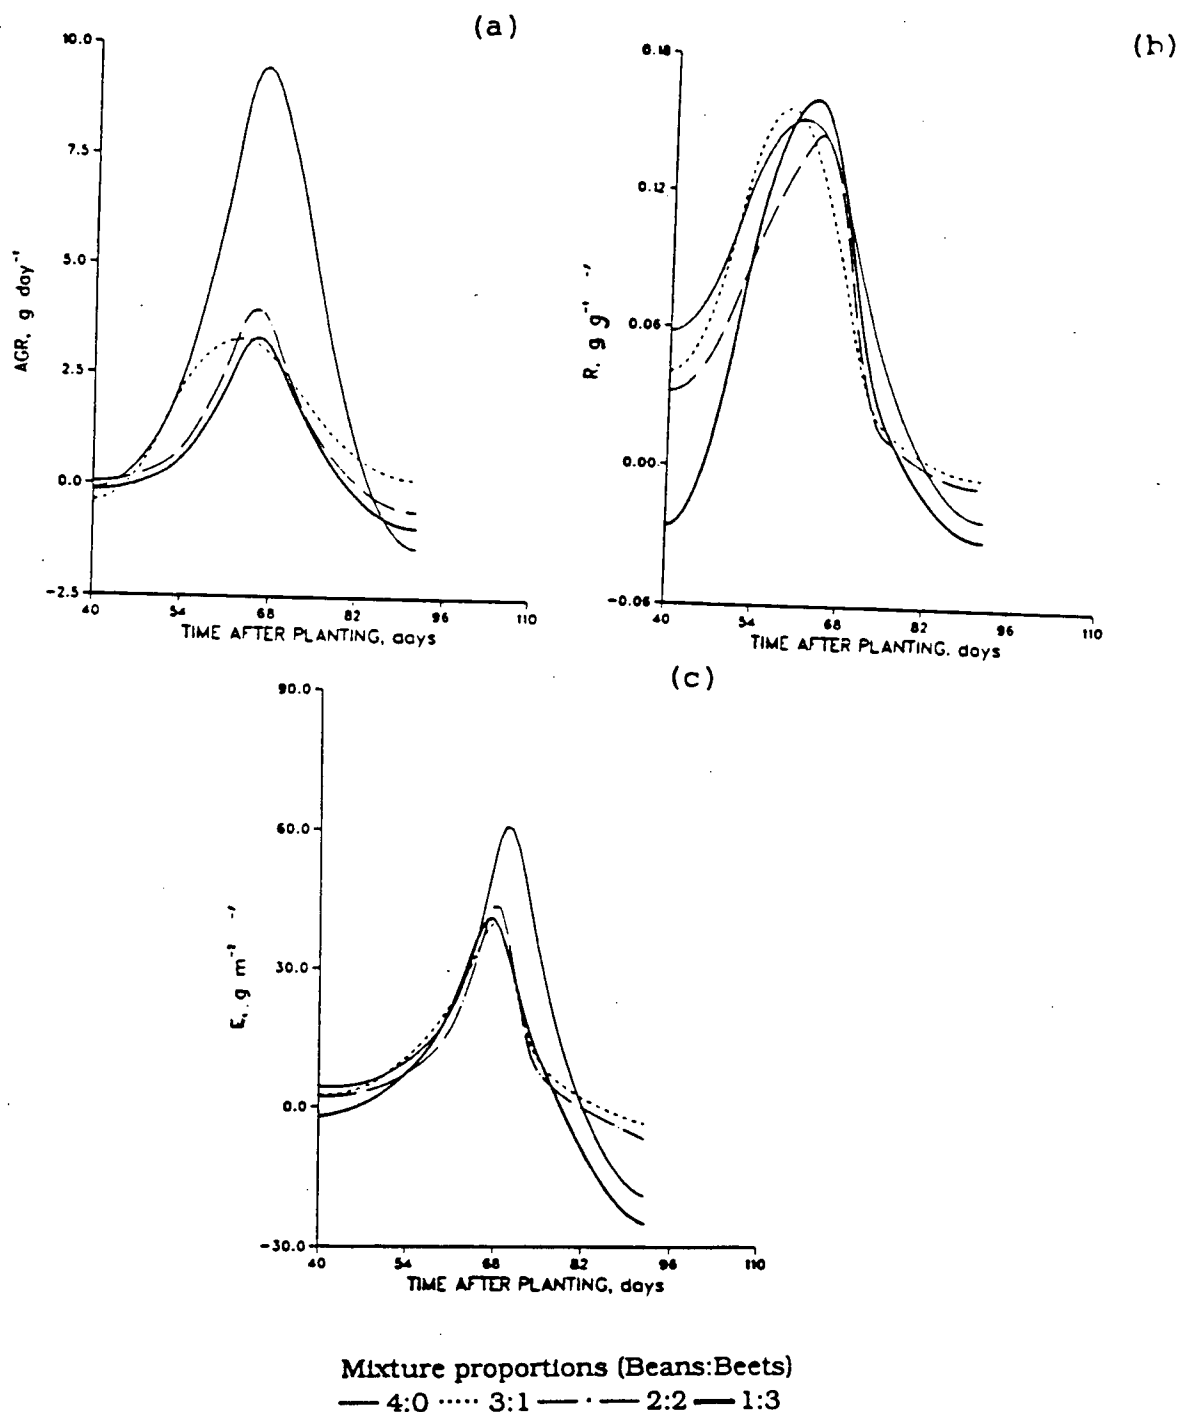 (a)
10.0
7.5
5.0
2.5
0.0
-2.5
AGR, g day⁻¹
40 54 68 82 96 110
TIME AFTER PLANTING, days
(b)
0.18
0.12
0.06
0.00
-0.06
R, g g⁻¹
40 54 68 82 96 110
TIME AFTER PLANTING, days
(c)
90.0
60.0
30.0
0.0
-30.0
E, g m⁻²
40 54 68 82 96 110
TIME AFTER PLANTING, days
Mixture proportions (Beans:Beets)
4:0 3:1 2:2 1:3